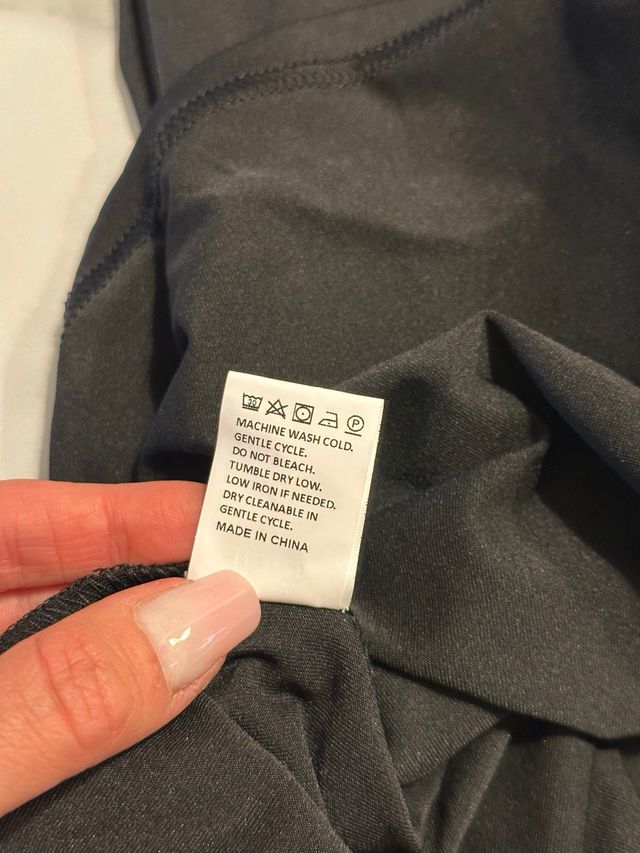 30 P
MACHINE WASH COLD.
GENTLE CYCLE.
DO NOT BLEACH.
TUMBLE DRY LOW.
LOW IRON IF NEEDED.
DRY CLEANABLE IN
GENTLE CYCLE.
MADE IN CHINA